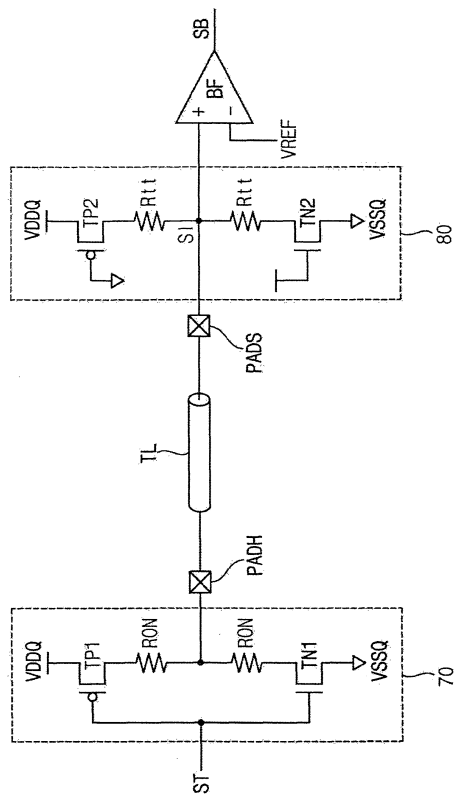 ST
VDDQ
TP1
RON
RON
TN1
VSSQ
70
PADH
TL
PADS
VDDQ
TP2
Rtt
SI
Rtt
TN2
VSSQ
80
+
BF
-
VREF
SB